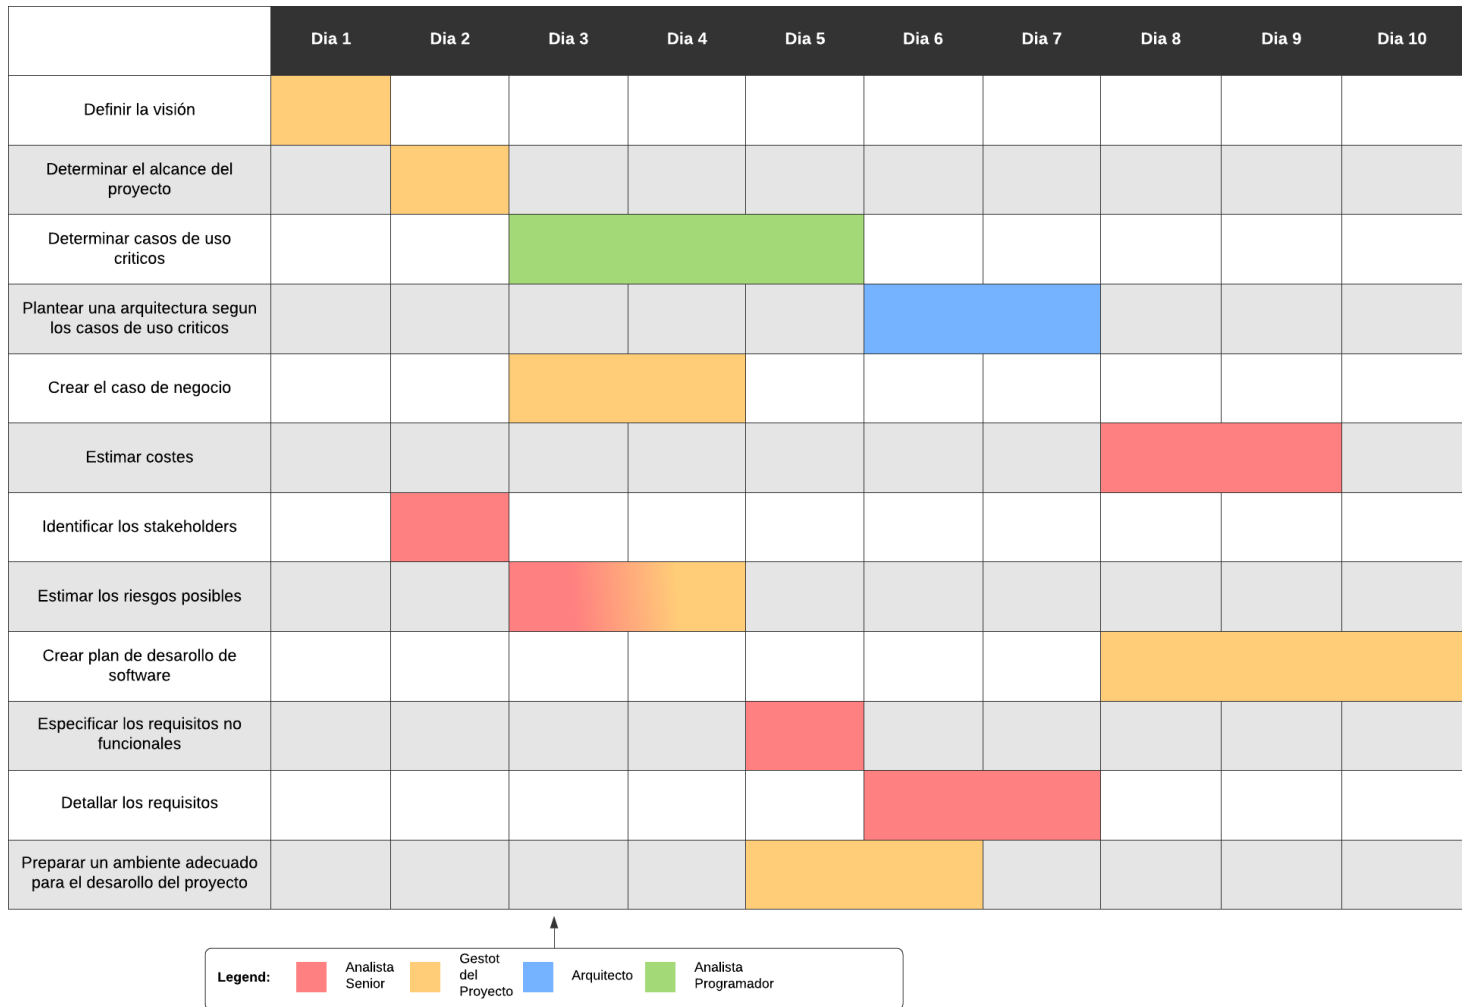 Dia 1 Dia 2 Dia 3 Dia 4 Dia 5 Dia 6 Dia 7 Dia 8 Dia 9 Dia 10
Definir la visión
Determinar el alcance del
proyecto
Determinar casos de uso
criticos
Plantear una arquitectura segun
los casos de uso criticos
Crear el caso de negocio
Estimar costes
Identificar los stakeholders
Estimar los riesgos posibles
Crear plan de desarollo de
software
Especificar los requisitos no
funcionales
Detallar los requisitos
Preparar un ambiente adecuado
para el desarollo del proyecto
Legend:
Analista
Senior
Gestot
del
Proyecto
Arquitecto
Analista
Programador